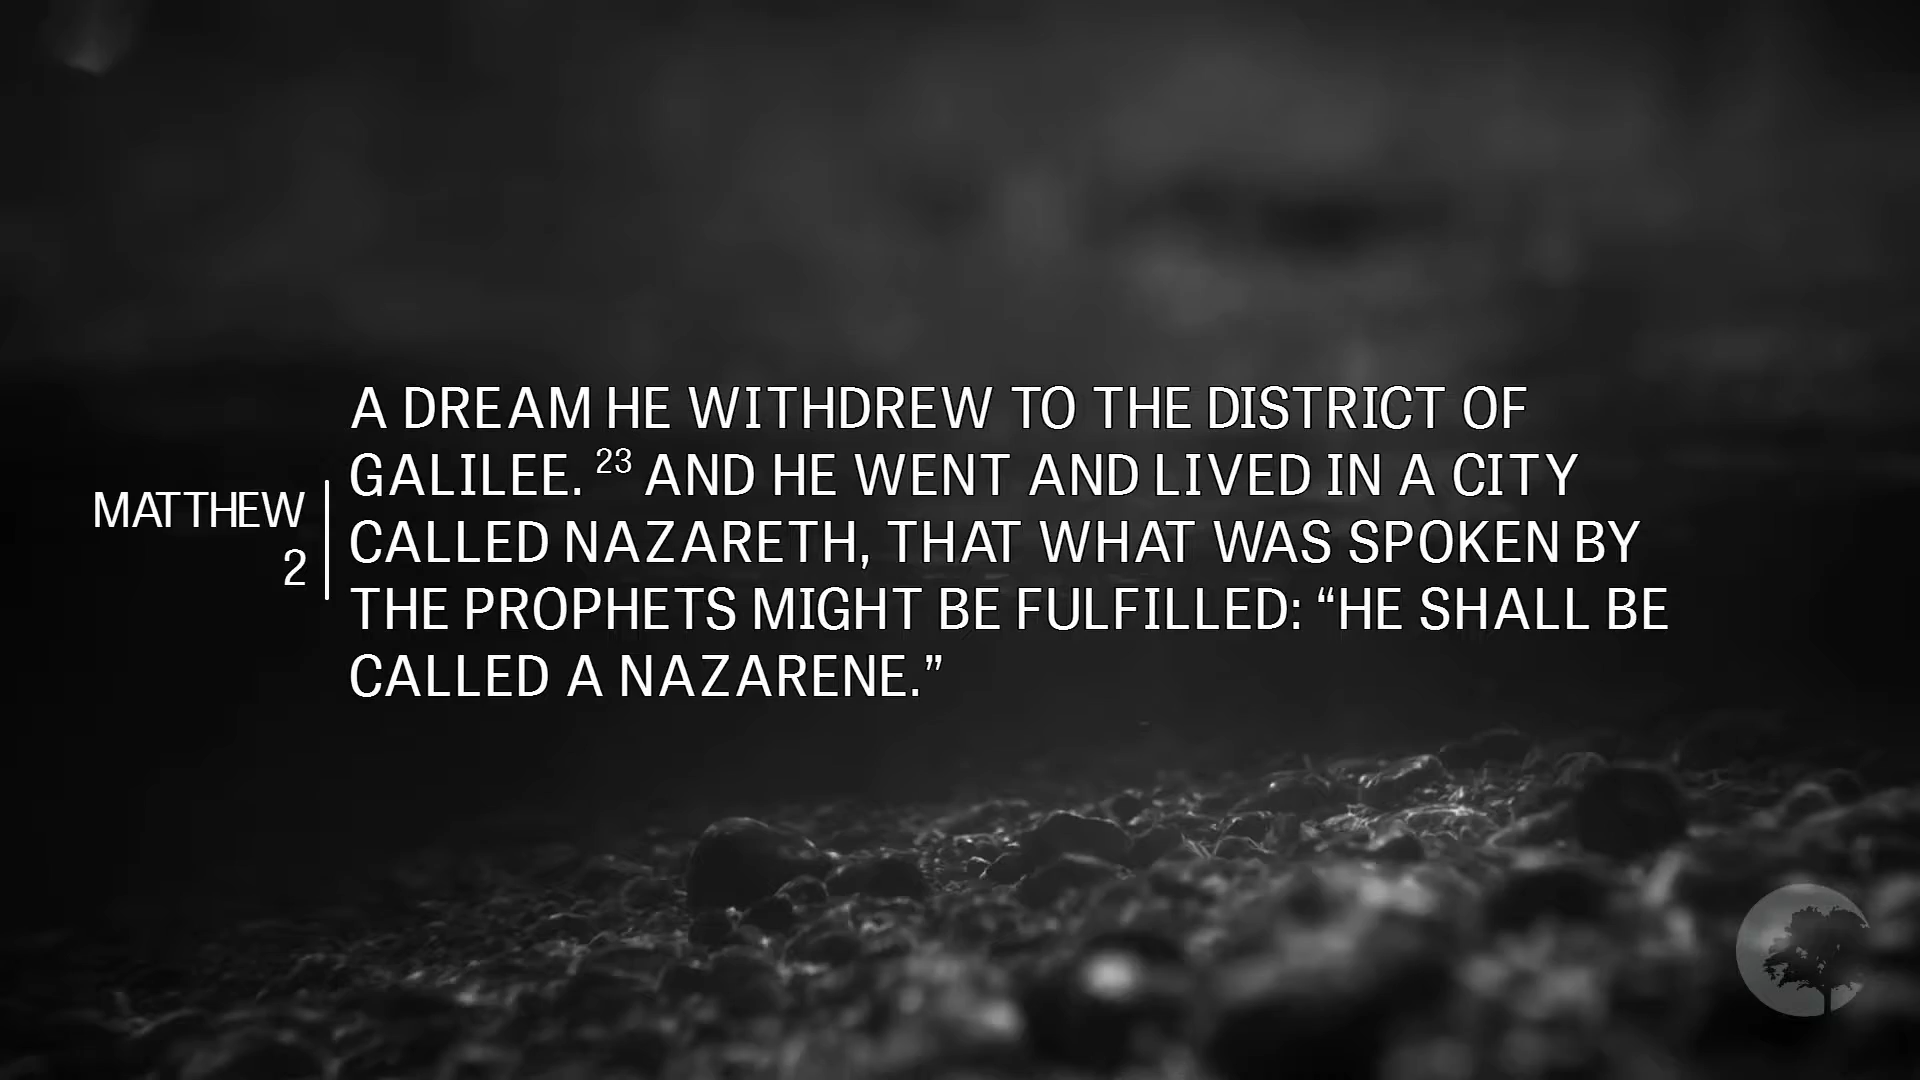 MATTHEW
2
A DREAM HE WITHDREW TO THE DISTRICT OF
GALILEE. 23 AND HE WENT AND LIVED IN A CITY
CALLED NAZARETH, THAT WHAT WAS SPOKEN BY
THE PROPHETS MIGHT BE FULFILLED: “HE SHALL BE
CALLED A NAZARENE.”